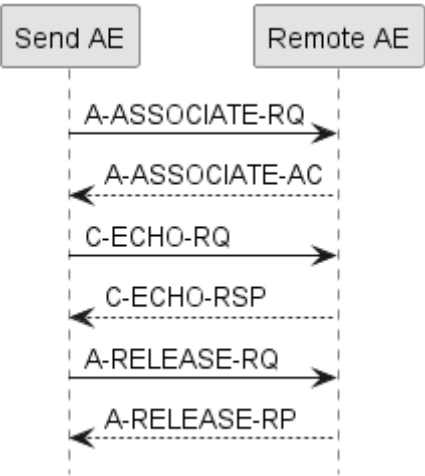 Send AE
Remote AE
A-ASSOCIATE-RQ
A-ASSOCIATE-AC
C-ECHO-RQ
C-ECHO-RSP
A-RELEASE-RQ
A-RELEASE-RP